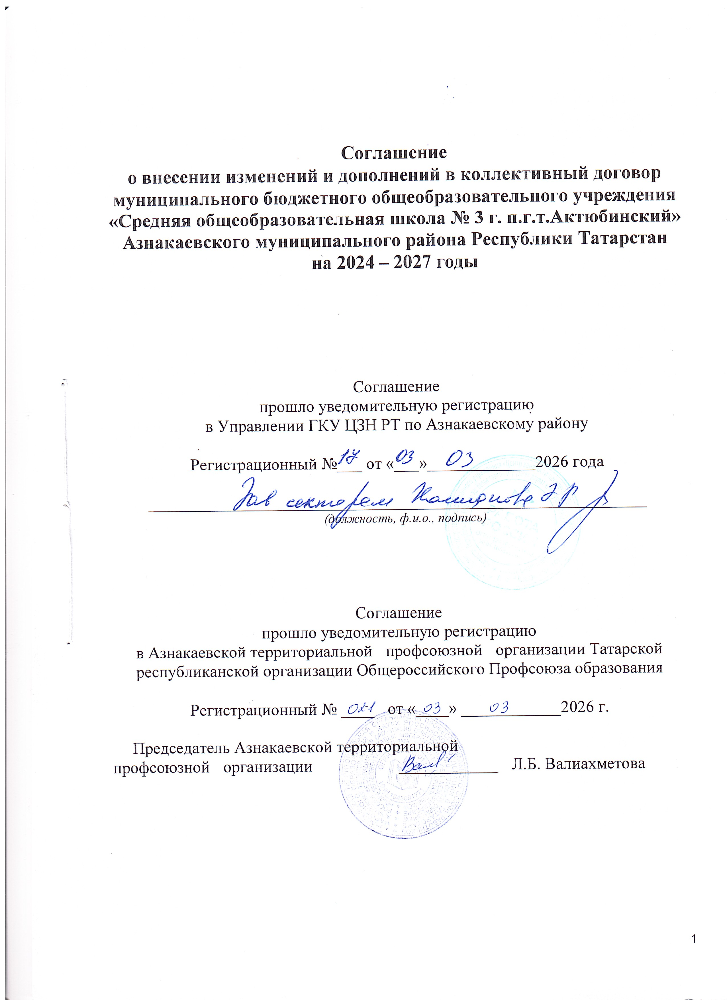 Соглашение
о внесении изменений и дополнений в коллективный договор
муниципального бюджетного общеобразовательного учреждения
«Средняя общеобразовательная школа № 3 г. п.г.т.Актюбинский»
Азнакаевского муниципального района Республики Татарстан
на 2024 – 2027 годы
Соглашение
прошло уведомительную регистрацию
в Управлении ГКУ ЦЗН РТ по Азнакаевскому району
Регистрационный № 17 от «03» 03 2026 года
Зав сектором
(должность, ф.и.о., подпись)
Соглашение
прошло уведомительную регистрацию
в Азнакаевской территориальной профсоюзной организации Татарской
республиканской организации Общероссийского Профсоюза образования
Регистрационный № от «03» 03 2026 г.
Председатель Азнакаевской территориальной
профсоюзной организации Л.Б. Валиахметова
1